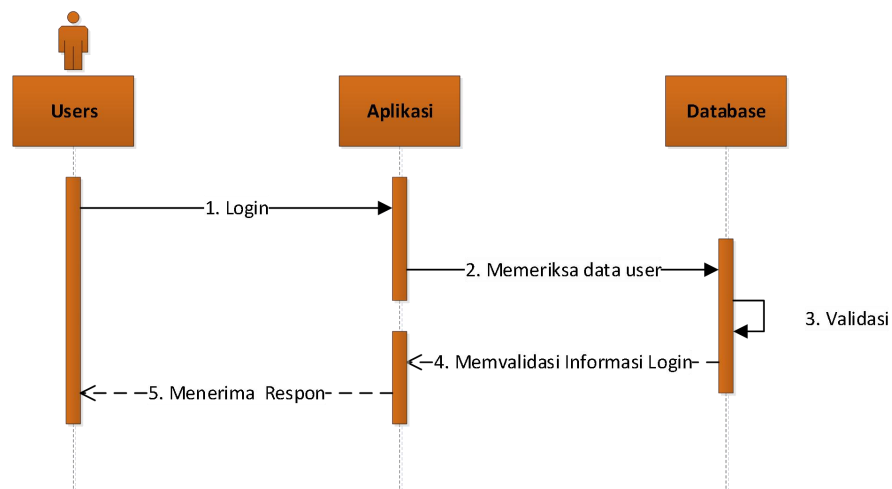 Users
Aplikasi
Database
1. Login
2. Memeriksa data user
3. Validasi
4. Memvalidasi Informasi Login
5. Menerima  Respon